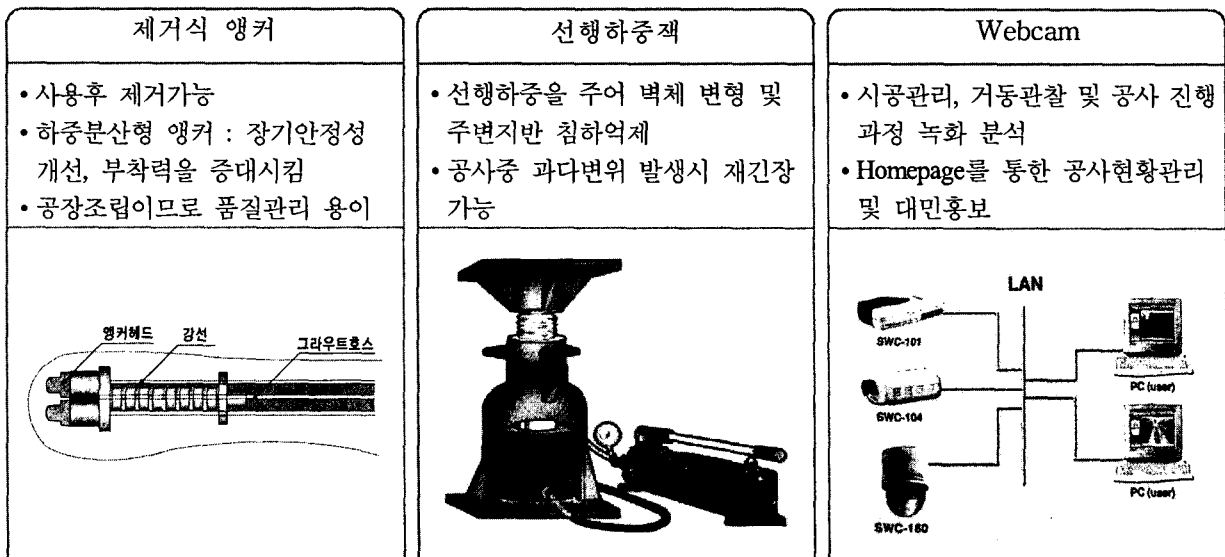 제거식 앵커
• 사용후 제거가능
• 하중분산형 앵커 : 장기안정성
개선, 부착력을 증대시킴
• 공장조립이므로 품질관리 용이
앵커헤드
강선
그라우트호스
선행하중잭
• 선행하중을 주어 벽체 변형 및
주변지반 침하억제
• 공사중 과다변위 발생시 재긴장
가능
Webcam
• 시공관리, 거동관찰 및 공사 진행
과정 녹화 분석
• Homepage를 통한 공사현황관리
및 대민홍보
LAN
SWC-101
PC (user)
SWC-104
PC (user)
SWC-160